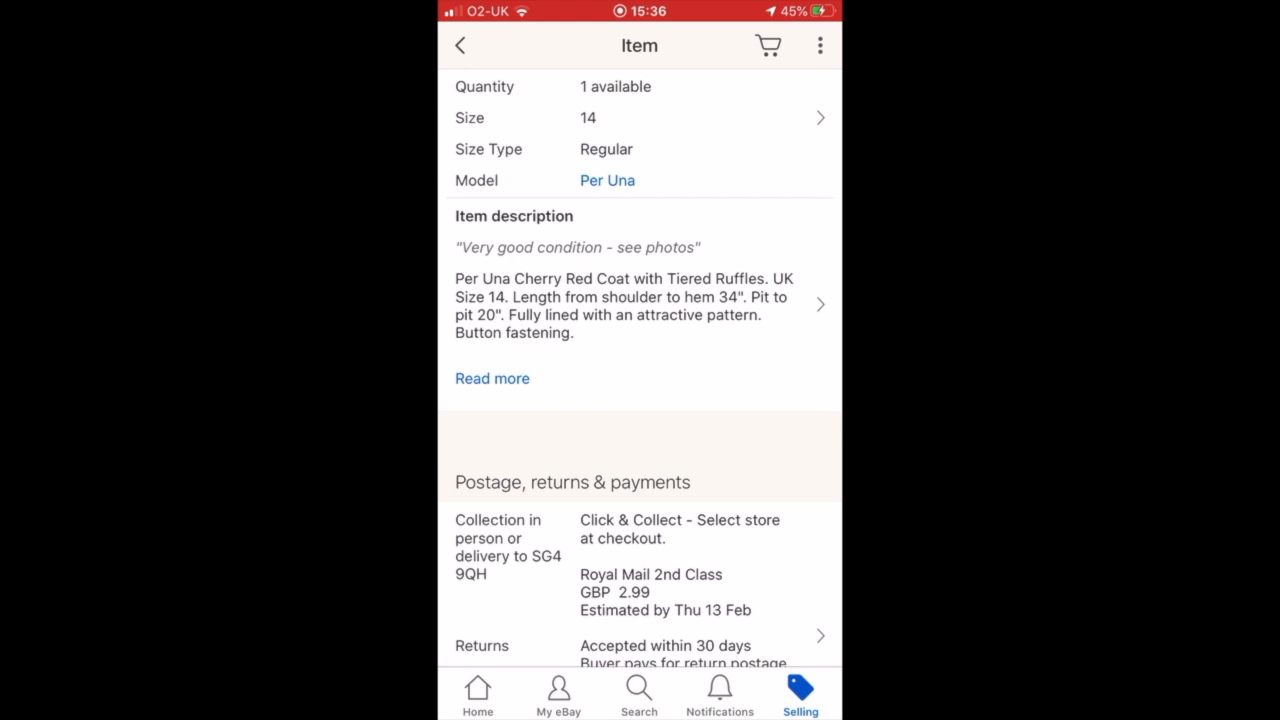 O2-UK 15:36 45%
Item
Quantity 1 available
Size 14
Size Type Regular
Model Per Una
Item description
"Very good condition - see photos"
Per Una Cherry Red Coat with Tiered Ruffles. UK
Size 14. Length from shoulder to hem 34". Pit to
pit 20". Fully lined with an attractive pattern.
Button fastening.
Read more
Postage, returns & payments
Collection in
person or
delivery to SG4
9QH
Click & Collect - Select store
at checkout.
Royal Mail 2nd Class
GBP 2.99
Estimated by Thu 13 Feb
Returns Accepted within 30 days
Buyer pays for return postage
Home My eBay Search Notifications Selling